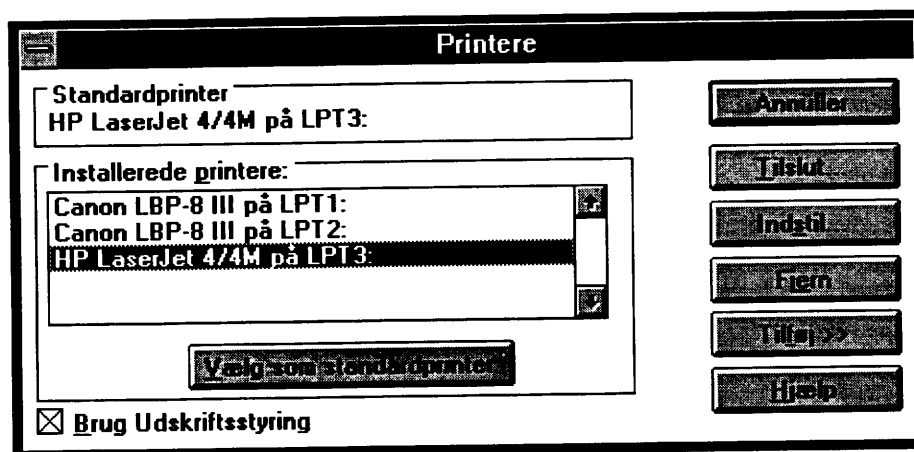 Printere
Standardprinter
HP LaserJet 4/4M på LPT3:
Installerede printere:
Canon LBP-8 III på LPT1:
Canon LBP-8 III på LPT2:
HP LaserJet 4/4M på LPT3:
Vælg som standardprinter
Brug Udskriftsstyring
Annuller
Tilslut...
Indstil...
Fjern
Tilføj >>
Hjælp